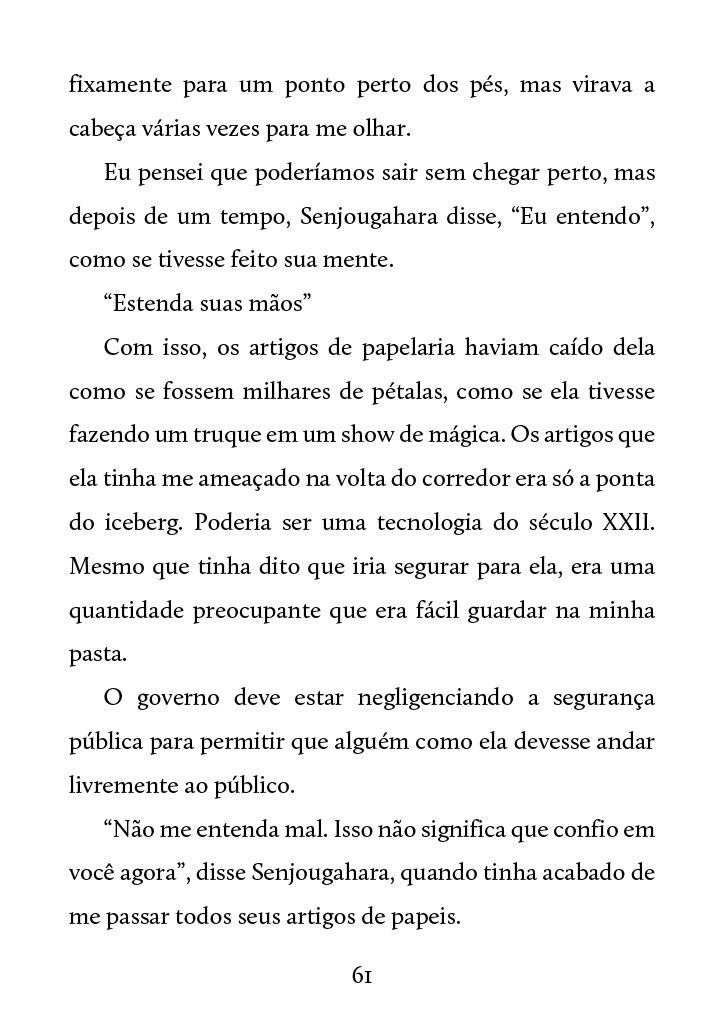 fixamente para um ponto perto dos pés, mas virava a
cabeça várias vezes para me olhar.
Eu pensei que poderíamos sair sem chegar perto, mas
depois de um tempo, Senjougahara disse, “Eu entendo”,
como se tivesse feito sua mente.
“Estenda suas mãos”
Com isso, os artigos de papelaria haviam caído dela
como se fossem milhares de pétalas, como se ela tivesse
fazendo um truque em um show de mágica. Os artigos que
ela tinha me ameaçado na volta do corredor era só a ponta
do iceberg. Poderia ser uma tecnologia do século XXII.
Mesmo que tinha dito que iria segurar para ela, era uma
quantidade preocupante que era fácil guardar na minha
pasta.
O governo deve estar negligenciando a segurança
pública para permitir que alguém como ela devesse andar
livremente ao público.
“Não me entenda mal. Isso não significa que confio em
você agora”, disse Senjougahara, quando tinha acabado de
me passar todos seus artigos de papeis.
61